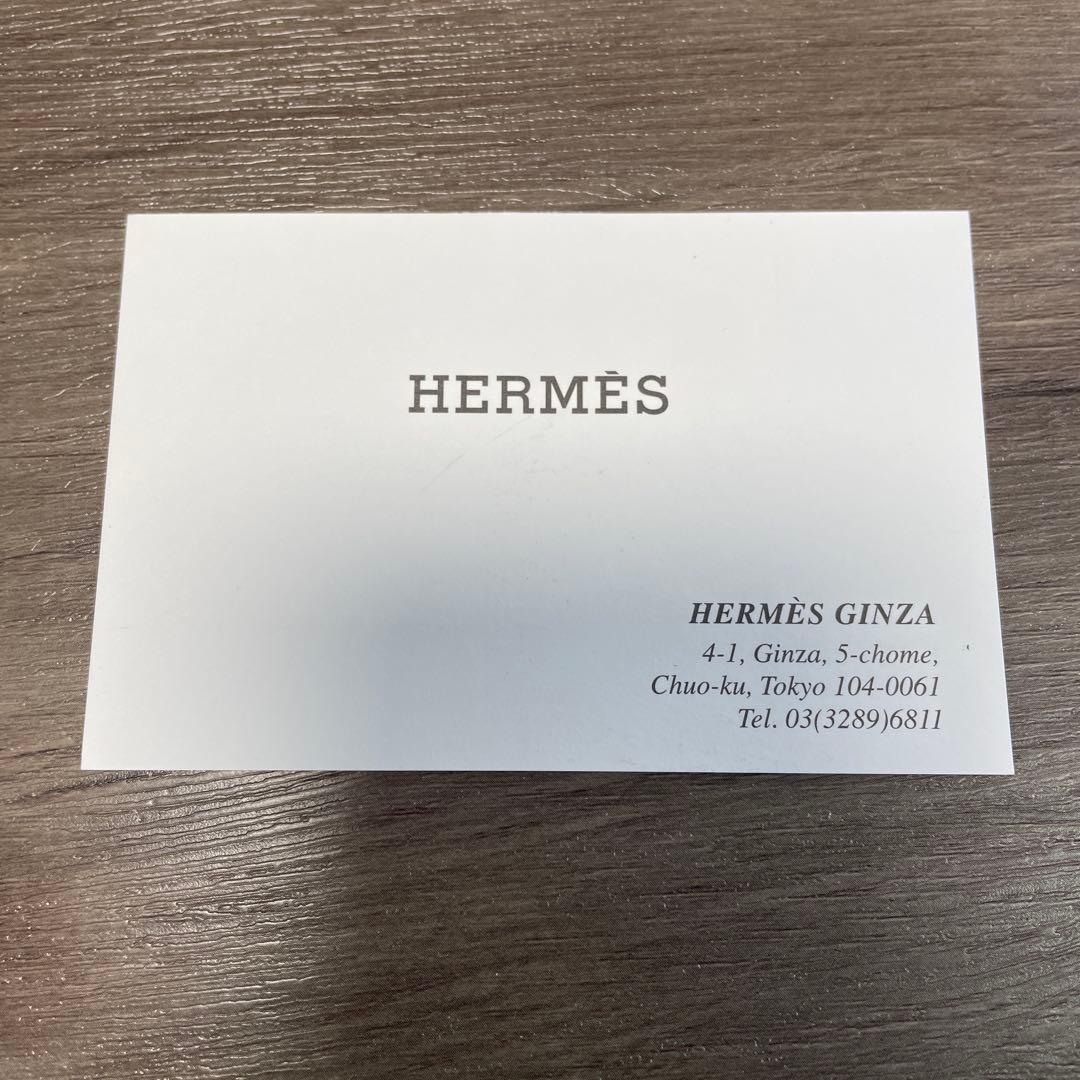 HERMÈS
HERMÈS GINZA
4-1, Ginza, 5-chome,
Chuo-ku, Tokyo 104-0061
Tel. 03(3289)6811